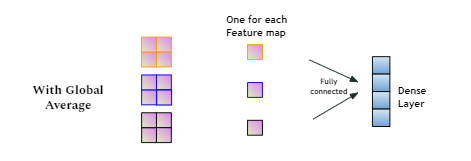 One for each
Feature map
With Global
Average
Fully
connected
Dense
Layer